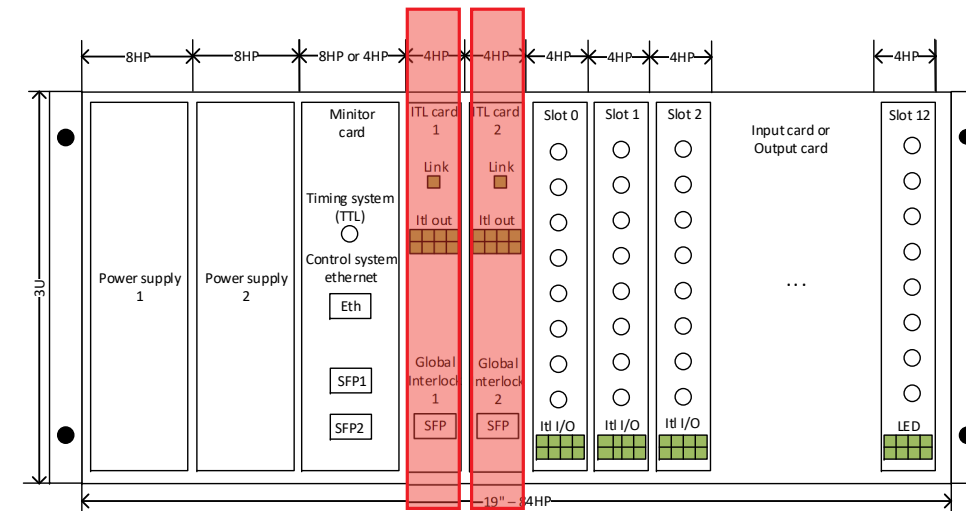 8HP
8HP
8HP or 4HP
4HP
4HP
4HP
4HP
4HP
4HP
3U
Power supply
1
Power supply
2
Minitor
card
Timing system
(TTL)
Control system
ethernet
Eth
SFP1
SFP2
ITL card
1
Link
Itl out
Global
Interlock
1
SFP
ITL card
2
Link
Itl out
Global
Interlock
2
SFP
Slot 0
Itl I/O
Slot 1
Itl I/O
Slot 2
Itl I/O
Input card or
Output card
...
Slot 12
LED
19" – 84HP